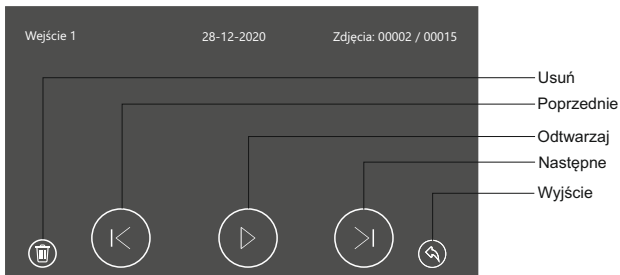 Wejście 1 28-12-2020 Zdjęcia: 00002 / 00015
Usuń
Poprzednie
Odtwarzaj
Następne
Wyjście